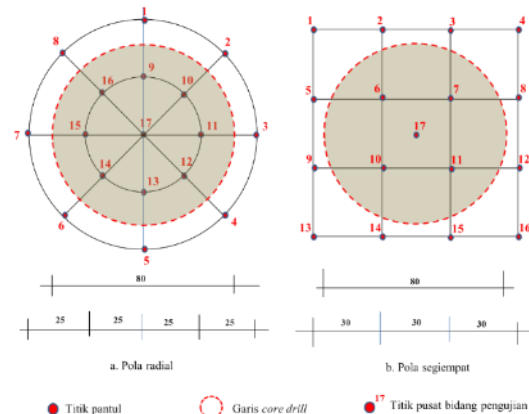 1
8
2
9
16
10
7
15
17
11
3
14
12
13
6
4
5
80
25 25 25 25
a. Pola radial
1 2 3 4
5 6 7 8
17
9 10 11 12
13 14 15 16
80
30 30 30
b. Pola segiempat
Titik pantul
Garis core drill
17 Titik pusat bidang pengujian